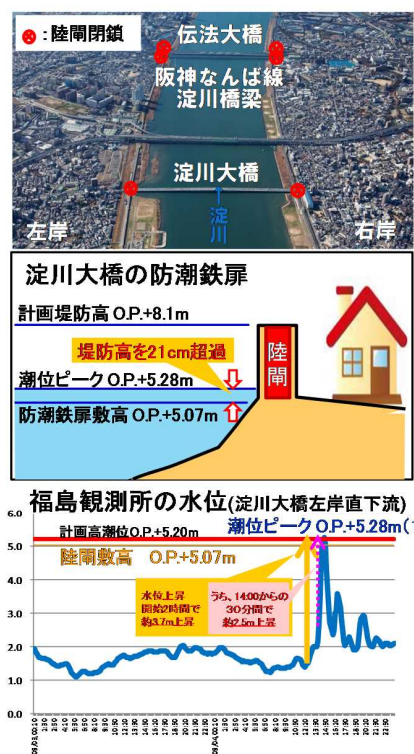 :陸閘閉鎖
伝法大橋
阪神なんば線
淀川橋梁
淀川大橋
淀川
左岸
右岸
淀川大橋の防潮鉄扉
計画堤防高 O.P.+8.1m
堤防高を21cm超過
潮位ピーク O.P.+5.28m
防潮鉄扉敷高 O.P.+5.07m
陸閘
福島観測所の水位(淀川大橋左岸直下流)
計画高潮位O.P.+5.20m
潮位ピーク O.P.+5.28m(
陸閘敷高 O.P.+5.07m
水位上昇
開始2時間で
約3.7m上昇
うち、14:00からの
30分間で
約2.5m上昇
6.0
5.0
4.0
3.0
2.0
1.0
0.0